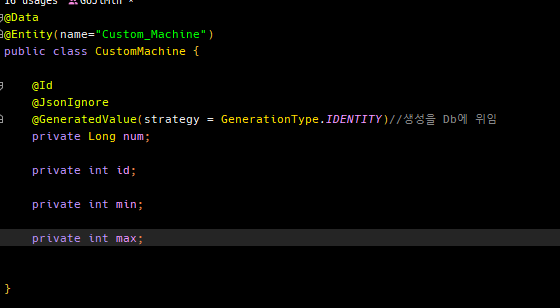 16 usages GoJiMin *
@Data
@Entity(name="Custom_Machine")
public class CustomMachine {
@Id
@JsonIgnore
@GeneratedValue(strategy = GenerationType.IDENTITY)//생성을 Db에 위임
private Long num;
private int id;
private int min;
private int max;
}